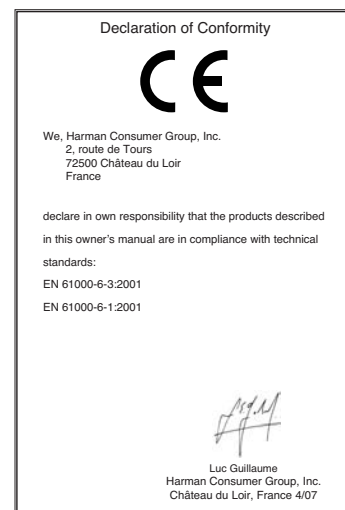 Declaration of Conformity
CE
We, Harman Consumer Group, Inc.
2, route de Tours
72500 Château du Loir
France
declare in own responsibility that the products described
in this owner's manual are in compliance with technical
standards:
EN 61000-6-3:2001
EN 61000-6-1:2001
Luc Guillaume
Harman Consumer Group, Inc.
Château du Loir, France 4/07